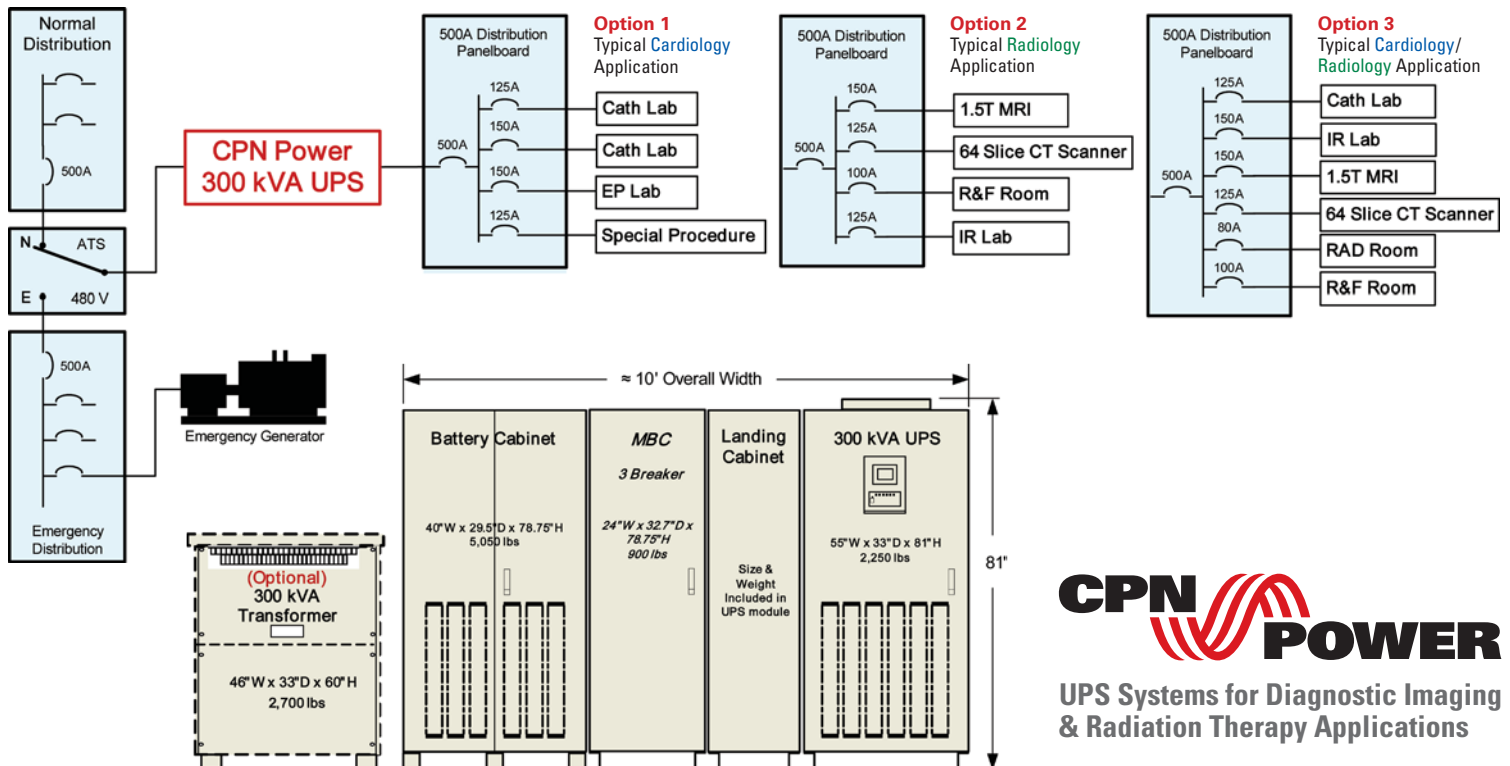 Normal
Distribution
500A
N
ATS
E
480 V
500A
Emergency
Distribution
Emergency Generator
CPN Power
300 kVA UPS
500A Distribution
Panelboard
500A
125A
Cath Lab
150A
Cath Lab
150A
EP Lab
125A
Special Procedure
Option 1
Typical Cardiology
Application
500A Distribution
Panelboard
500A
150A
1.5T MRI
125A
64 Slice CT Scanner
100A
R&F Room
125A
IR Lab
Option 2
Typical Radiology
Application
500A Distribution
Panelboard
500A
125A
Cath Lab
150A
IR Lab
150A
1.5T MRI
125A
64 Slice CT Scanner
80A
RAD Room
100A
R&F Room
Option 3
Typical Cardiology/
Radiology Application
≈ 10' Overall Width
(Optional)
300 kVA
Transformer
46"W x 33"D x 60"H
2,700 lbs
Battery Cabinet
40"W x 29.5"D x 78.75"H
5,050 lbs
MBC
3 Breaker
24"W x 32.7"D x
78.75"H
900 lbs
Landing
Cabinet
Size &
Weight
Included in
UPS module
300 kVA UPS
55"W x 33"D x 81"H
2,250 lbs
81"
CPN
POWER
UPS Systems for Diagnostic Imaging
& Radiation Therapy Applications